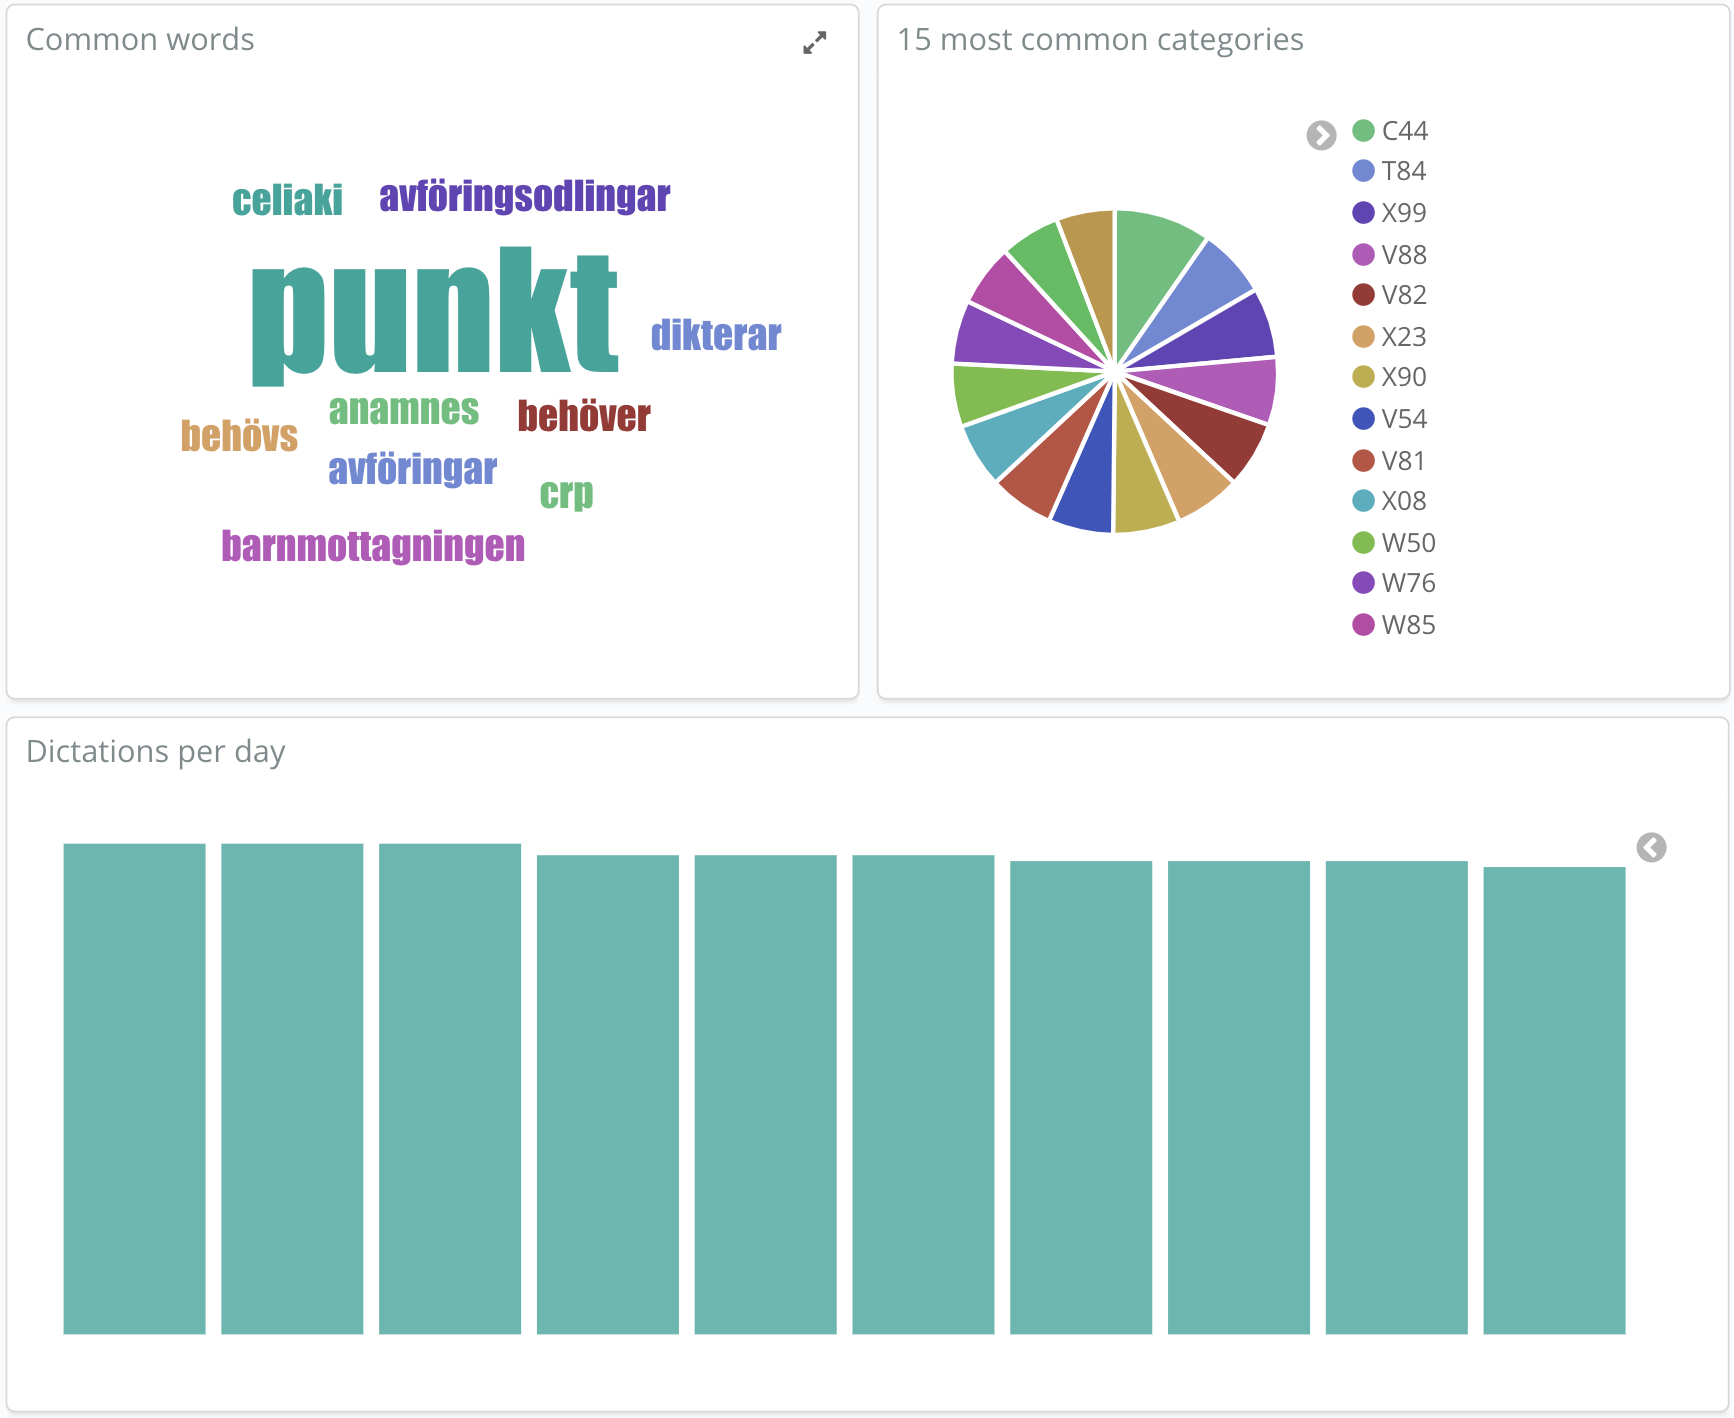 Common words
celiaki avföringsodlingar
punkt
dikterar
anamnes behöver
behövs
avföringar
crp
barnmottagningen
15 most common categories
C44
T84
X99
V88
V82
X23
X90
V54
V81
X08
W50
W76
W85
Dictations per day